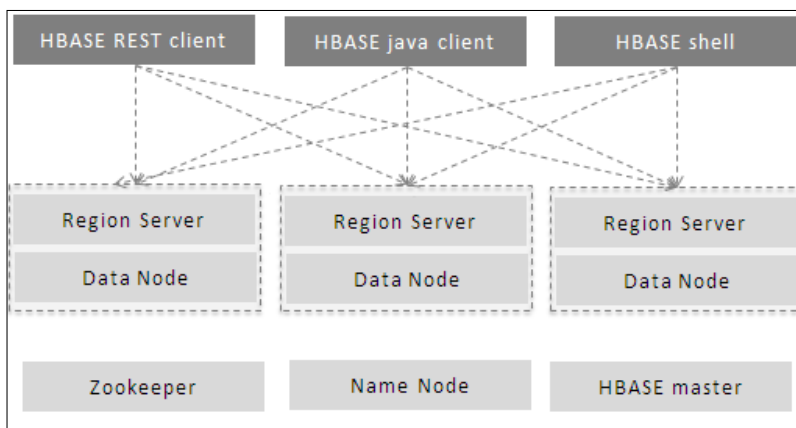 HBASE REST client
HBASE java client
HBASE shell
Region Server
Region Server
Region Server
Data Node
Data Node
Data Node
Zookeeper
Name Node
HBASE master